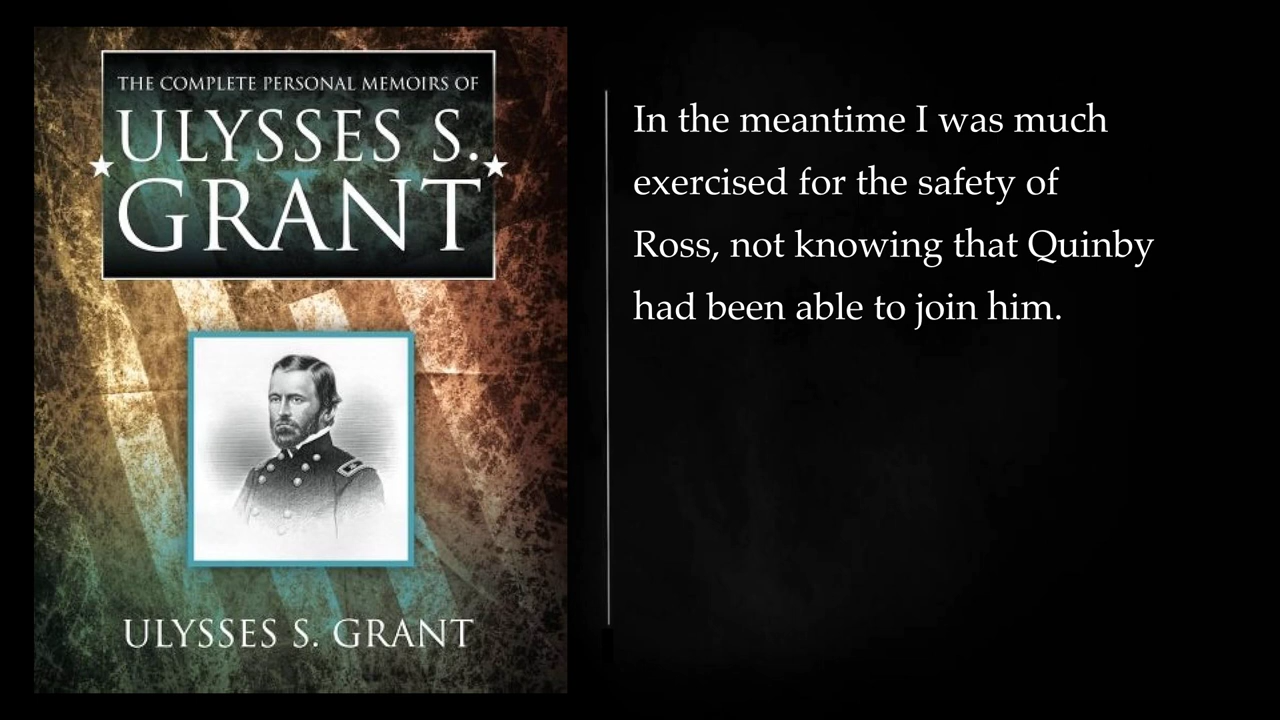 THE COMPLETE PERSONAL MEMOIRS OF
ULYSSES S.
GRANT
ULYSSES S. GRANT
In the meantime I was much
exercised for the safety of
Ross, not knowing that Quinby
had been able to join him.